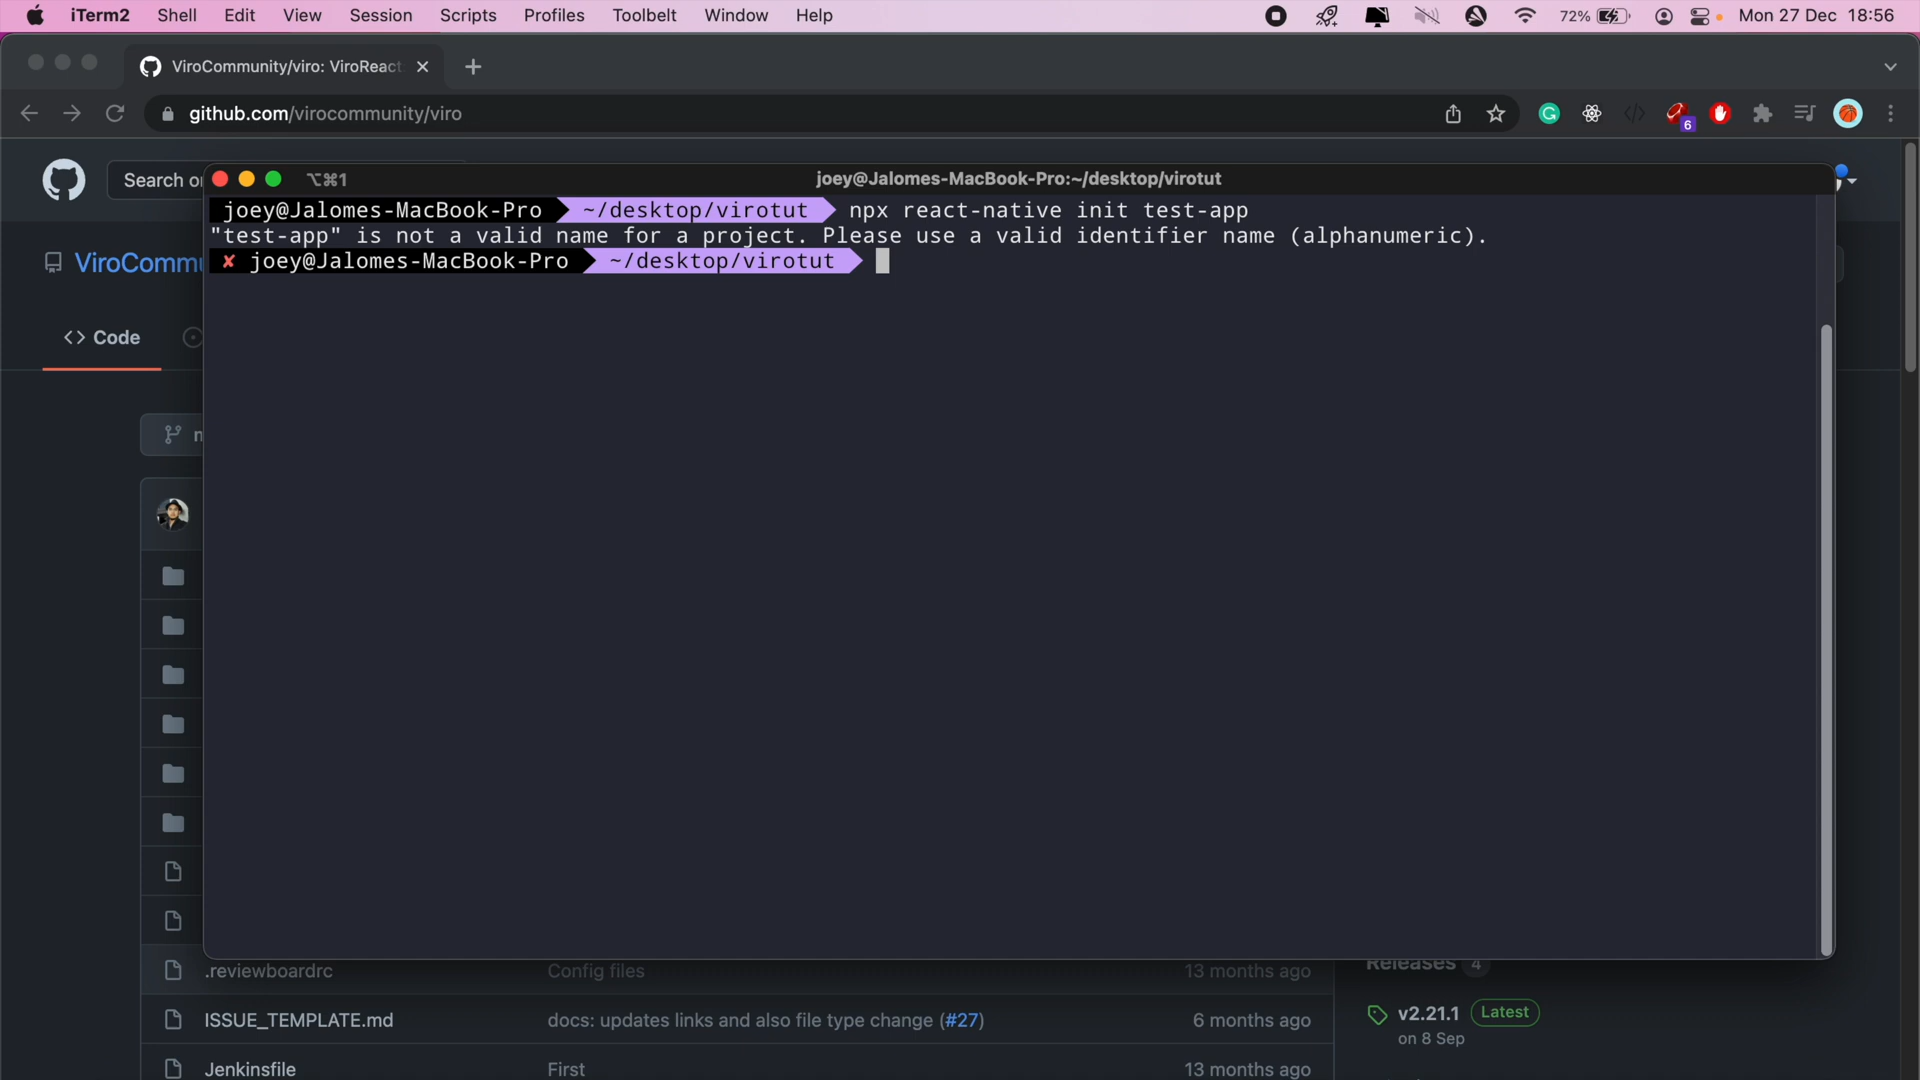 iTerm2 Shell Edit View Session Scripts Profiles Toolbelt Window Help 72% Mon 27 Dec 18:56
ViroCommunity/viro: ViroReact
github.com/virocommunity/viro 6
Search or
⌥⌘1 joey@Jalomes-MacBook-Pro:~/desktop/virotut
joey@Jalomes-MacBook-Pro ~/desktop/virotut npx react-native init test-app
"test-app" is not a valid name for a project. Please use a valid identifier name (alphanumeric).
✘ joey@Jalomes-MacBook-Pro ~/desktop/virotut
ViroCommu
<> Code
.reviewboardrc Config files 13 months ago
Releases 4
ISSUE_TEMPLATE.md docs: updates links and also file type change (#27) 6 months ago
v2.21.1 Latest
on 8 Sep
Jenkinsfile First 13 months ago